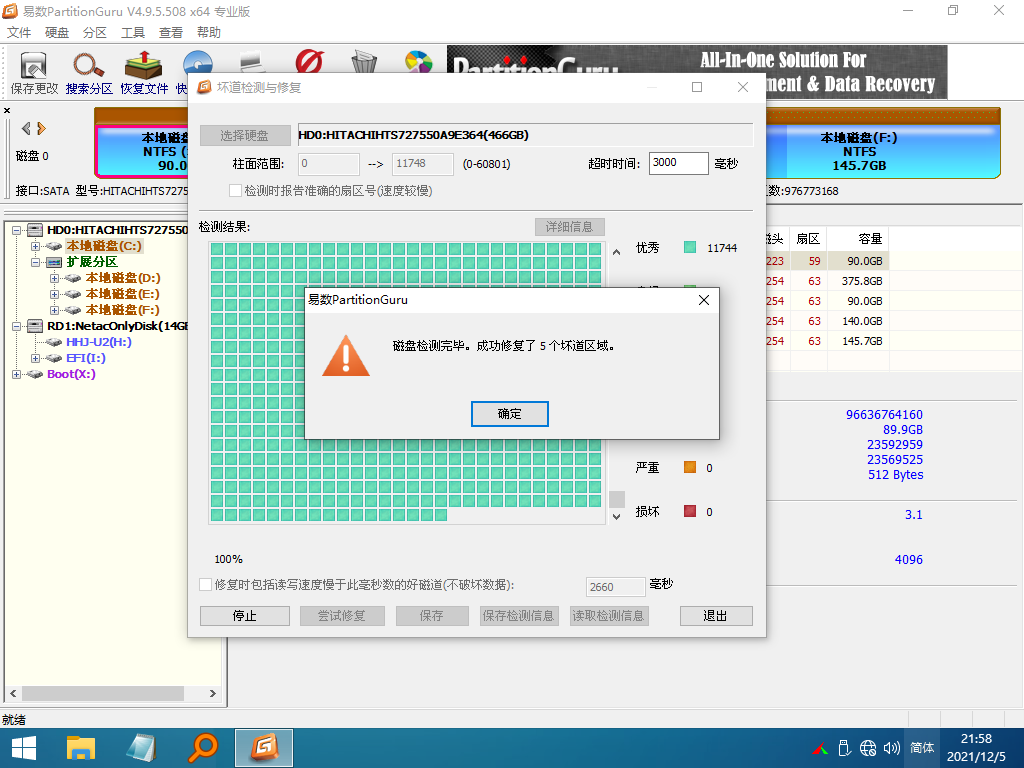 易数PartitionGuru V4.9.5.508 x64 专业版
文件 硬盘 分区 工具 查看 帮助
保存更改 搜索分区 恢复文件 快
PartitionGuru
All-In-One Solution For
ment & Data Recovery
磁盘 0
本地磁盘
NTFS (
90.0
本地磁盘(F:)
NTFS
145.7GB
接口:SATA 型号:HITACHIHTS7275
区数:976773168
HD0:HITACHIHTS727550
本地磁盘(C:)
扩展分区
本地磁盘(D:)
本地磁盘(E:)
本地磁盘(F:)
RD1:NetacOnlyDisk(14GB
HHJ-U2(H:)
EFI(I:)
Boot(X:)
磁头 扇区 容量
223 59 90.0GB
254 63 375.8GB
254 63 90.0GB
254 63 140.0GB
254 63 145.7GB
96636764160
89.9GB
23592959
23569525
512 Bytes
3.1
4096
坏道检测与修复
选择硬盘 HD0:HITACHIHTS727550A9E364(466GB)
柱面范围: 0 --> 11748 (0-60801) 超时时间: 3000 毫秒
检测时报告准确的扇区号(速度较慢)
检测结果: 详细信息
优秀 11744
严重 0
损坏 0
100%
修复时包括读写速度慢于此毫秒数的好磁道(不破坏数据): 2660 毫秒
停止 尝试修复 保存 保存检测信息 读取检测信息 退出
易数PartitionGuru
磁盘检测完毕。成功修复了 5 个坏道区域。
确定
就绪
简体
21:58
2021/12/5